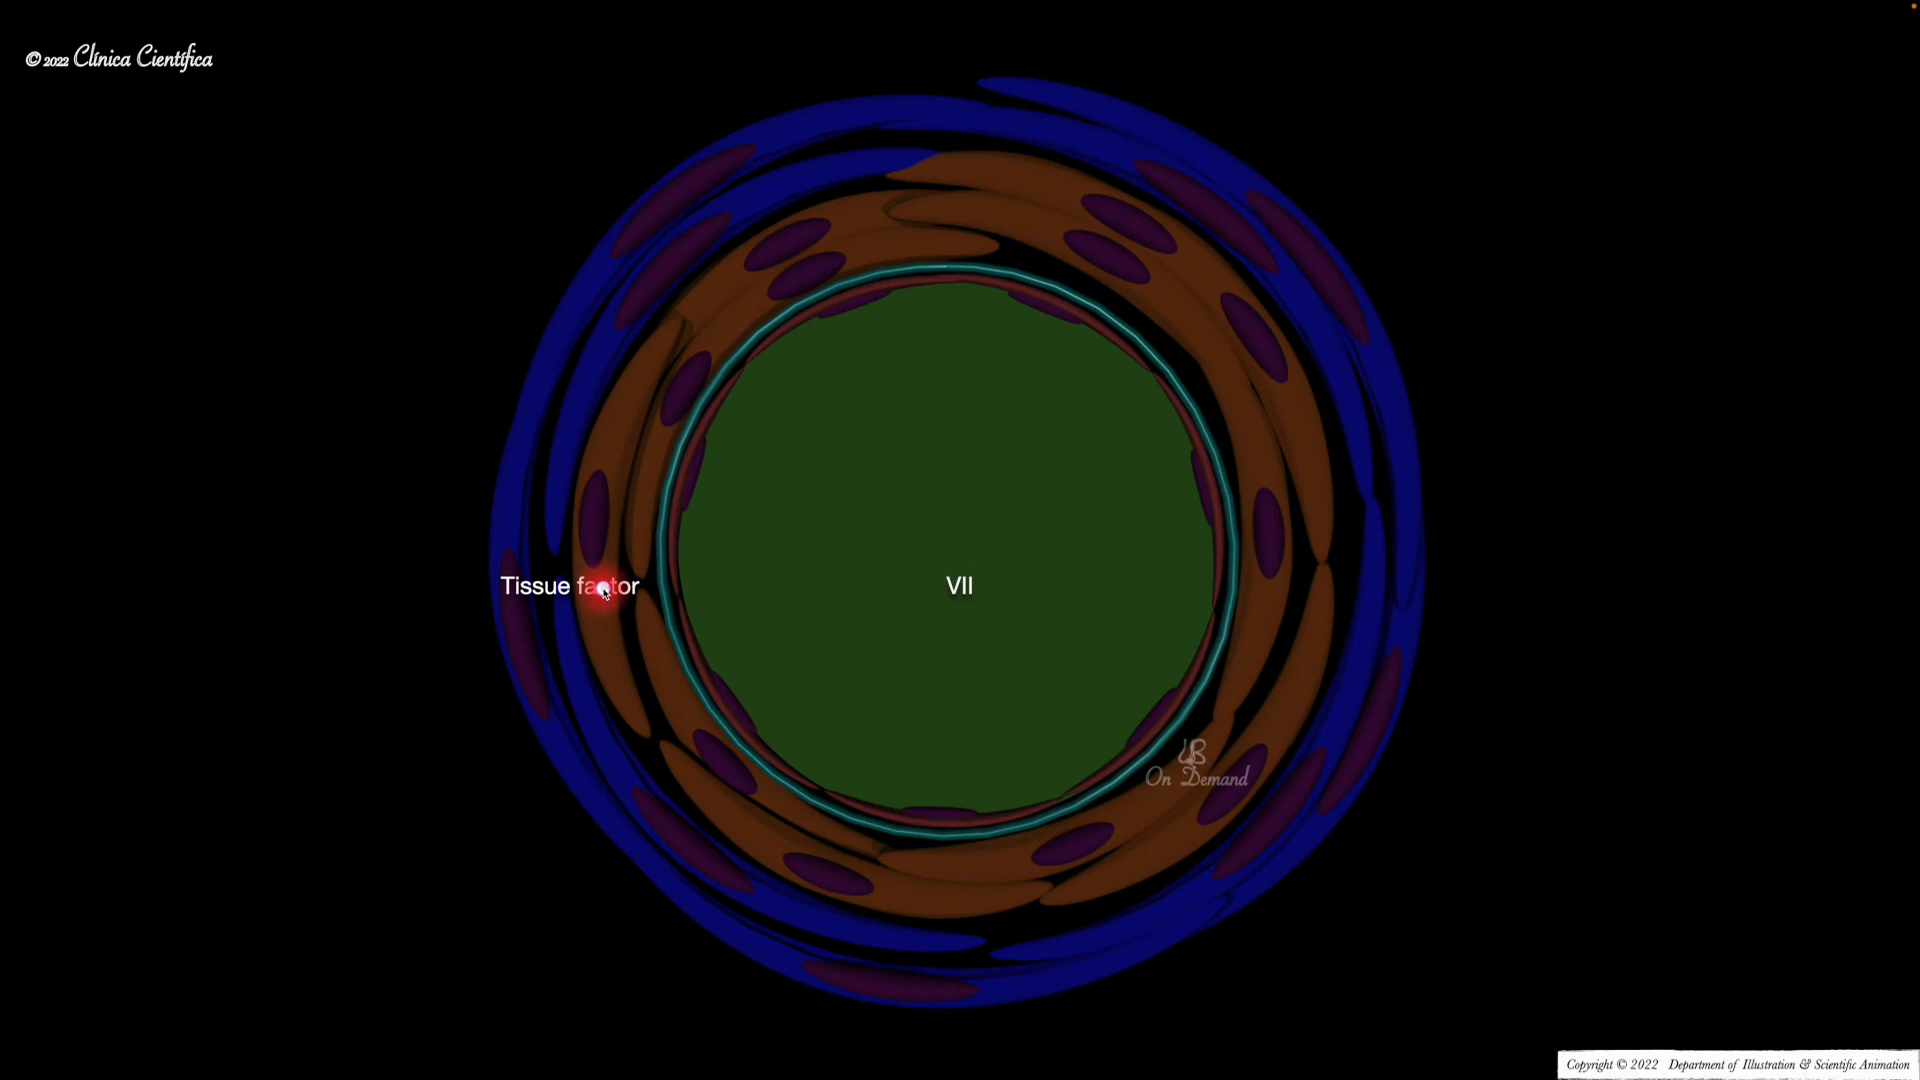 © 2022 Clínica Científica
Tissue factor
VII
On Demand
Copyright © 2022 Department of Illustration & Scientific Animation